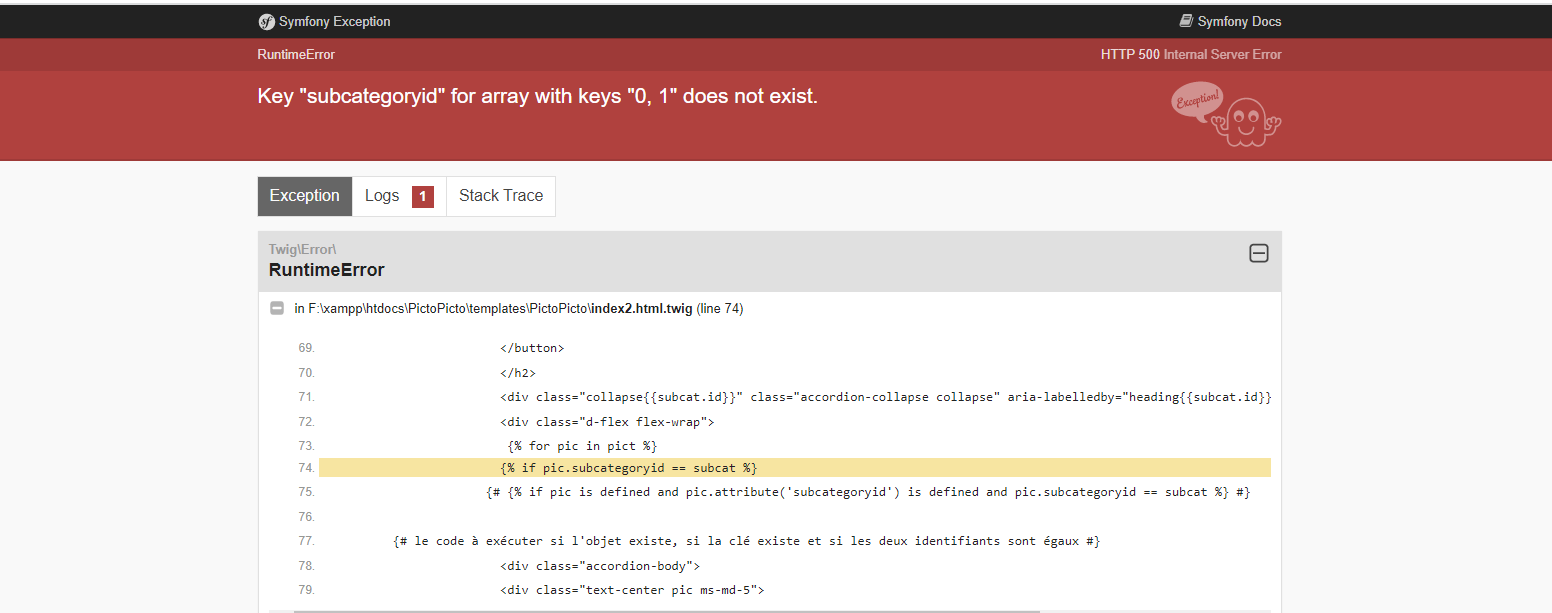 Symfony Exception
Symfony Docs
RuntimeError
HTTP 500 Internal Server Error
Key "subcategoryid" for array with keys "0, 1" does not exist.
Exception!
Exception
Logs 1
Stack Trace
Twig\Error\
RuntimeError
in F:\xampp\htdocs\PictoPicto\templates\PictoPicto\index2.html.twig (line 74)
69. </button>
70. </h2>
71. <div class="collapse{{subcat.id}}" class="accordion-collapse collapse" aria-labelledby="heading{{subcat.id}}
72. <div class="d-flex flex-wrap">
73. {% for pic in pict %}
74. {% if pic.subcategoryid == subcat %}
75. {# {% if pic is defined and pic.attribute('subcategoryid') is defined and pic.subcategoryid == subcat %} #}
76.
77. {# le code à exécuter si l'objet existe, si la clé existe et si les deux identifiants sont égaux #}
78. <div class="accordion-body">
79. <div class="text-center pic ms-md-5">